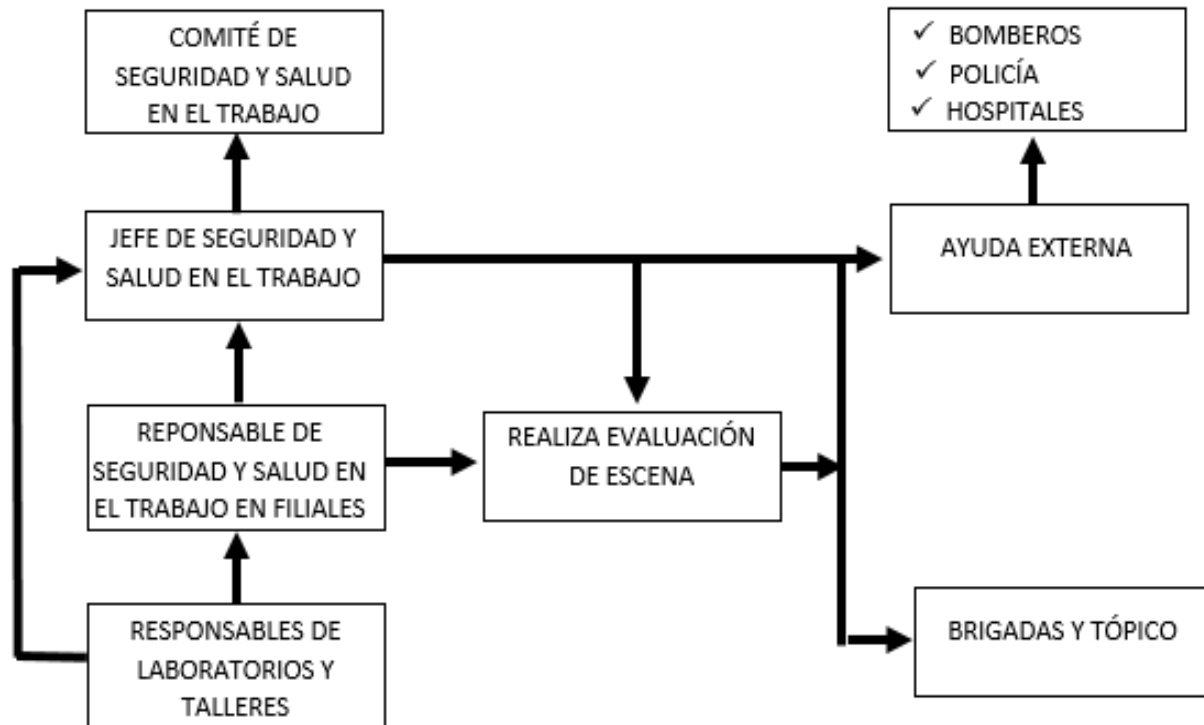 COMITÉ DE
SEGURIDAD Y SALUD
EN EL TRABAJO
✓ BOMBEROS
✓ POLICÍA
✓ HOSPITALES
JEFE DE SEGURIDAD Y
SALUD EN EL TRABAJO
AYUDA EXTERNA
REPONSABLE DE
SEGURIDAD Y SALUD EN
EL TRABAJO EN FILIALES
REALIZA EVALUACIÓN
DE ESCENA
RESPONSABLES DE
LABORATORIOS Y
TALLERES
BRIGADAS Y TÓPICO